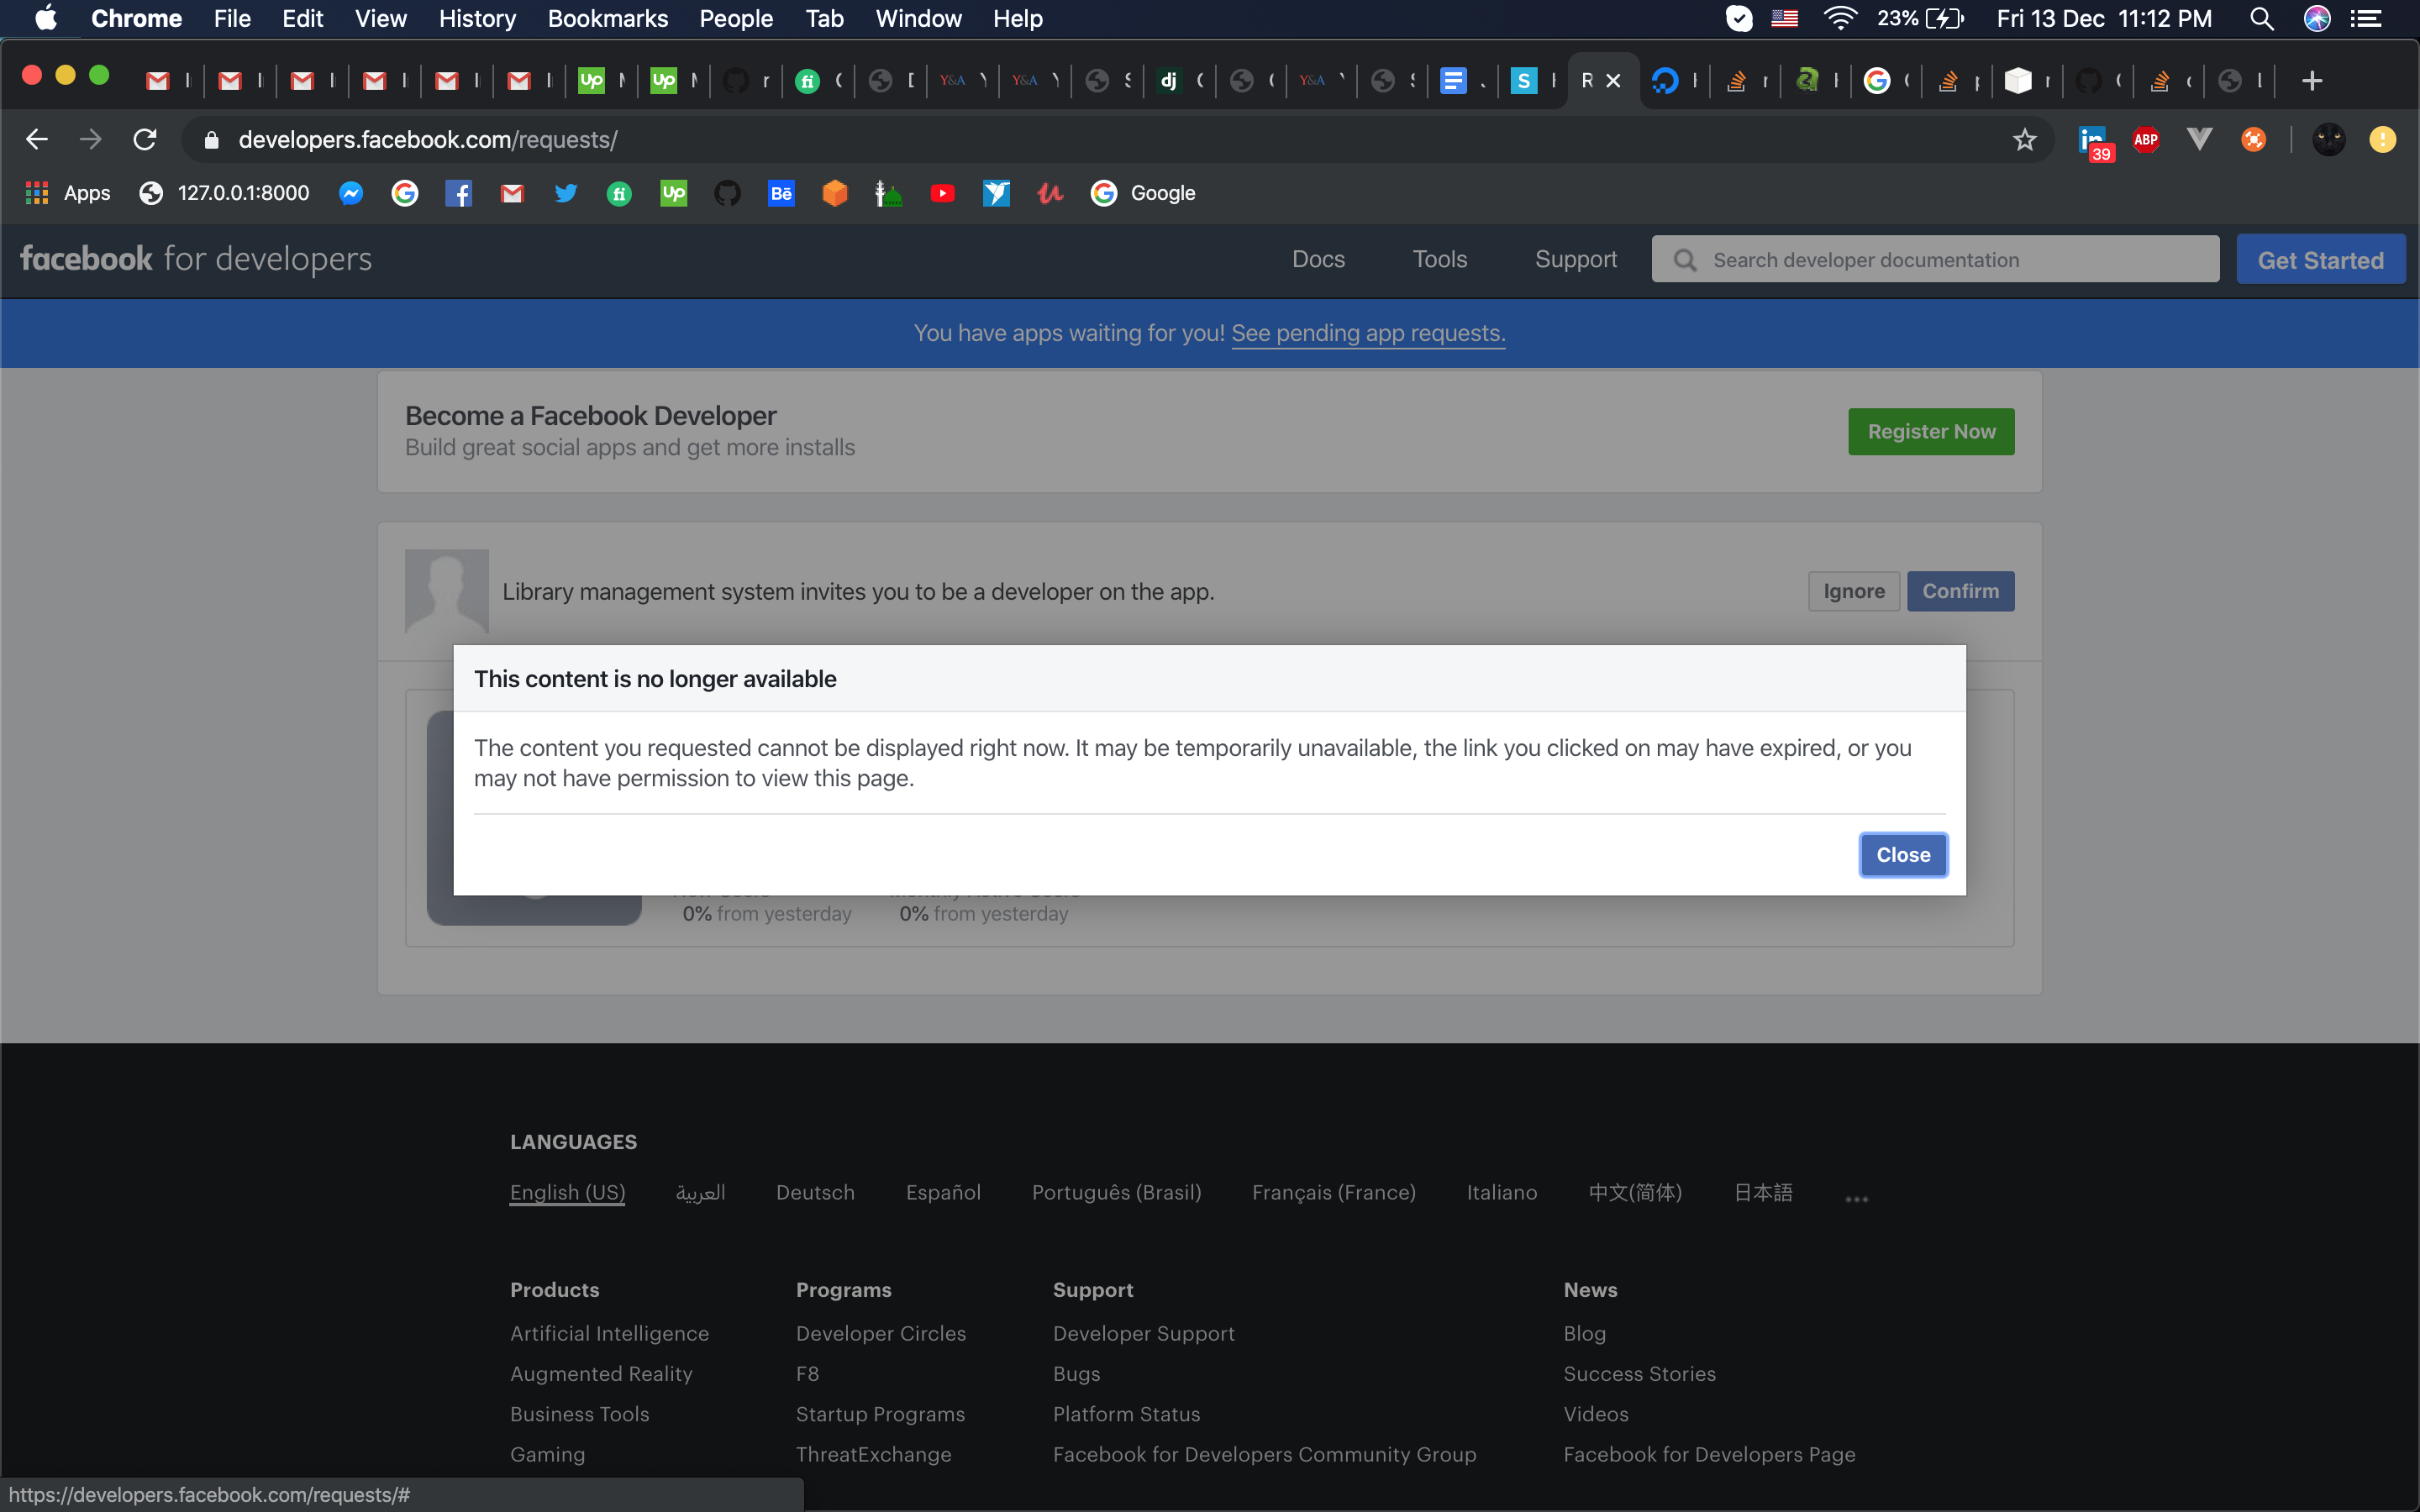 Chrome File Edit View History Bookmarks People Tab Window Help 23% Fri 13 Dec 11:12 PM
developers.facebook.com/requests/
39 ABP
Apps 127.0.0.1:8000 Google
facebook for developers Docs Tools Support Search developer documentation Get Started
You have apps waiting for you! See pending app requests.
Become a Facebook Developer
Build great social apps and get more installs
Register Now
Library management system invites you to be a developer on the app.
Ignore Confirm
This content is no longer available
The content you requested cannot be displayed right now. It may be temporarily unavailable, the link you clicked on may have expired, or you
may not have permission to view this page.
Close
0% from yesterday 0% from yesterday
LANGUAGES
English (US) العربية Deutsch Español Português (Brasil) Français (France) Italiano 中文(简体) 日本語 ...
Products Programs Support News
Artificial Intelligence Developer Circles Developer Support Blog
Augmented Reality F8 Bugs Success Stories
Business Tools Startup Programs Platform Status Videos
Gaming ThreatExchange Facebook for Developers Community Group Facebook for Developers Page
https://developers.facebook.com/requests/#